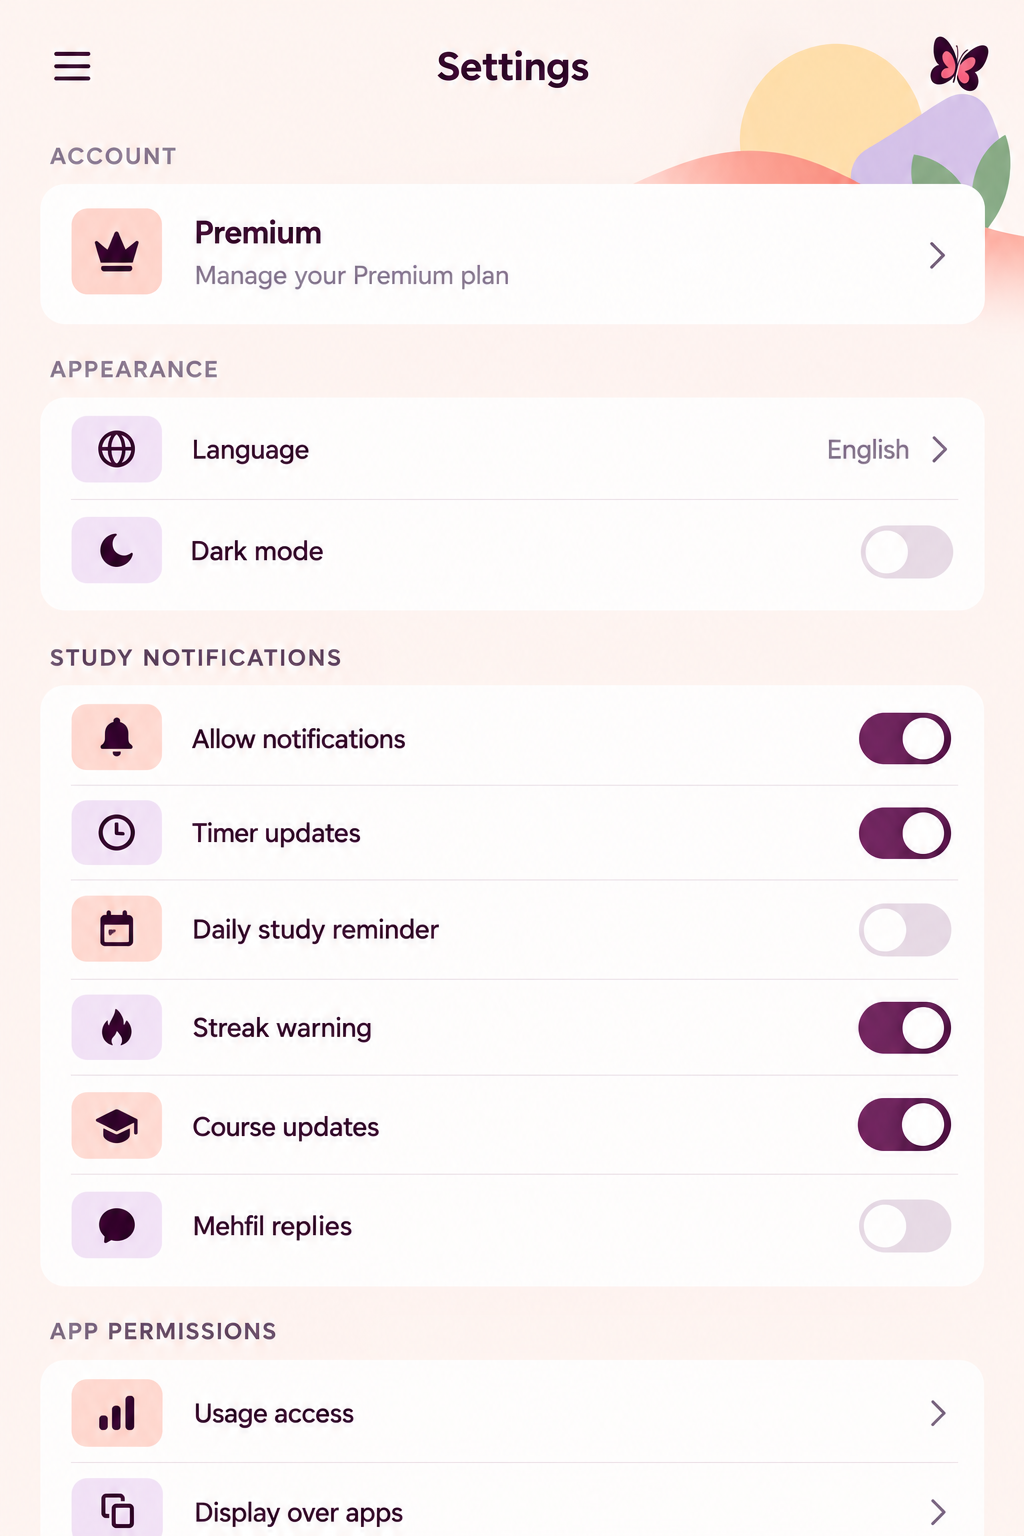 Settings
ACCOUNT
Premium
Manage your Premium plan
APPEARANCE
Language
English
Dark mode
STUDY NOTIFICATIONS
Allow notifications
Timer updates
Daily study reminder
Streak warning
Course updates
Mehfil replies
APP PERMISSIONS
Usage access
Display over apps